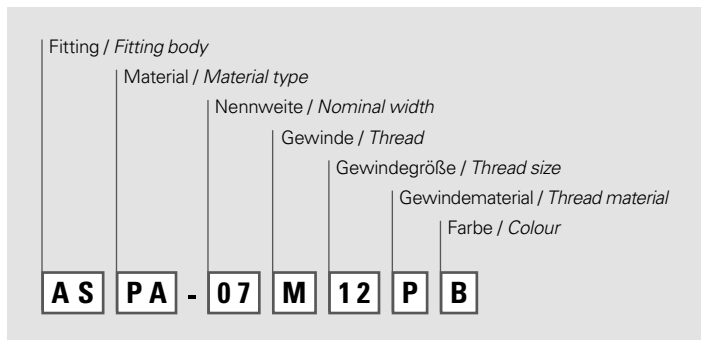 Fitting / Fitting body
Material / Material type
Nennweite / Nominal width
Gewinde / Thread
Gewindegröße / Thread size
Gewindematerial / Thread material
Farbe / Colour
AS PA - 07 M 12 P B